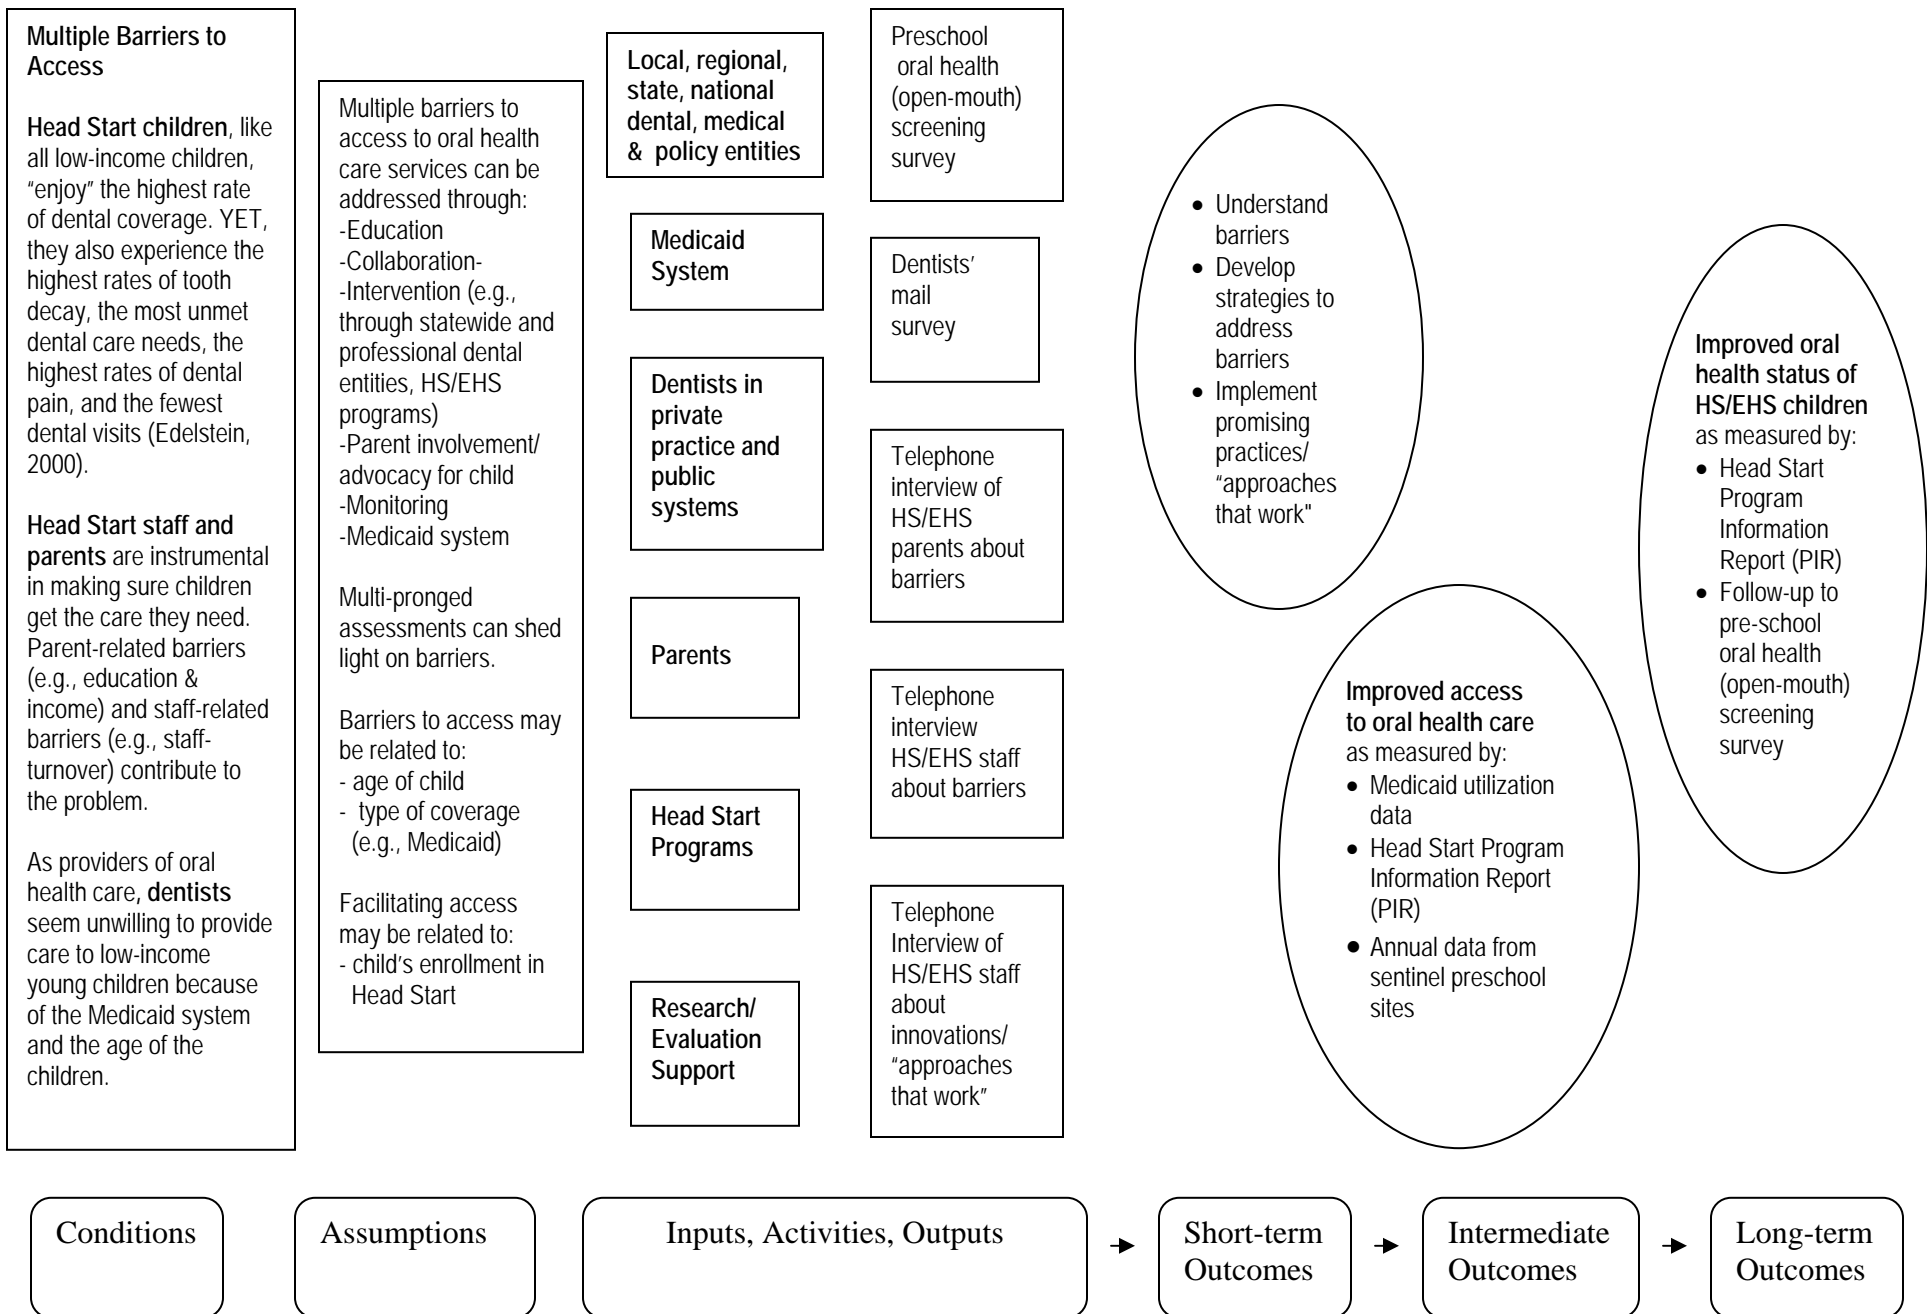 Multiple Barriers to
Access
Head Start children, like
all low-income children,
“enjoy” the highest rate
of dental coverage. YET,
they also experience the
highest rates of tooth
decay, the most unmet
dental care needs, the
highest rates of dental
pain, and the fewest
dental visits (Edelstein,
2000).
Head Start staff and
parents are instrumental
in making sure children
get the care they need.
Parent-related barriers
(e.g., education &
income) and staff-related
barriers (e.g., staff-
turnover) contribute to
the problem.
As providers of oral
health care, dentists
seem unwilling to provide
care to low-income
young children because
of the Medicaid system
and the age of the
children.
Multiple barriers to
access to oral health
care services can be
addressed through:
-Education
-Collaboration-
-Intervention (e.g.,
through statewide and
professional dental
entities, HS/EHS
programs)
-Parent involvement/
advocacy for child
-Monitoring
-Medicaid system
Multi-pronged
assessments can shed
light on barriers.
Barriers to access may
be related to:
- age of child
- type of coverage
(e.g., Medicaid)
Facilitating access
may be related to:
- child’s enrollment in
Head Start
Local, regional,
state, national
dental, medical
& policy entities
Medicaid
System
Dentists in
private
practice and
public
systems
Parents
Head Start
Programs
Research/
Evaluation
Support
Preschool
oral health
(open-mouth)
screening
survey
Dentists’
mail
survey
Telephone
interview of
HS/EHS
parents about
barriers
Telephone
interview
HS/EHS staff
about barriers
Telephone
Interview of
HS/EHS staff
about
innovations/
“approaches
that work”
• Understand
barriers
• Develop
strategies to
address
barriers
• Implement
promising
practices/
“approaches
that work"
Improved access
to oral health care
as measured by:
• Medicaid utilization
data
• Head Start Program
Information Report
(PIR)
• Annual data from
sentinel preschool
sites
Improved oral
health status of
HS/EHS children
as measured by:
• Head Start
Program
Information
Report (PIR)
• Follow-up to
pre-school
oral health
(open-mouth)
screening
survey
Conditions
Assumptions
Inputs, Activities, Outputs
Short-term
Outcomes
Intermediate
Outcomes
Long-term
Outcomes